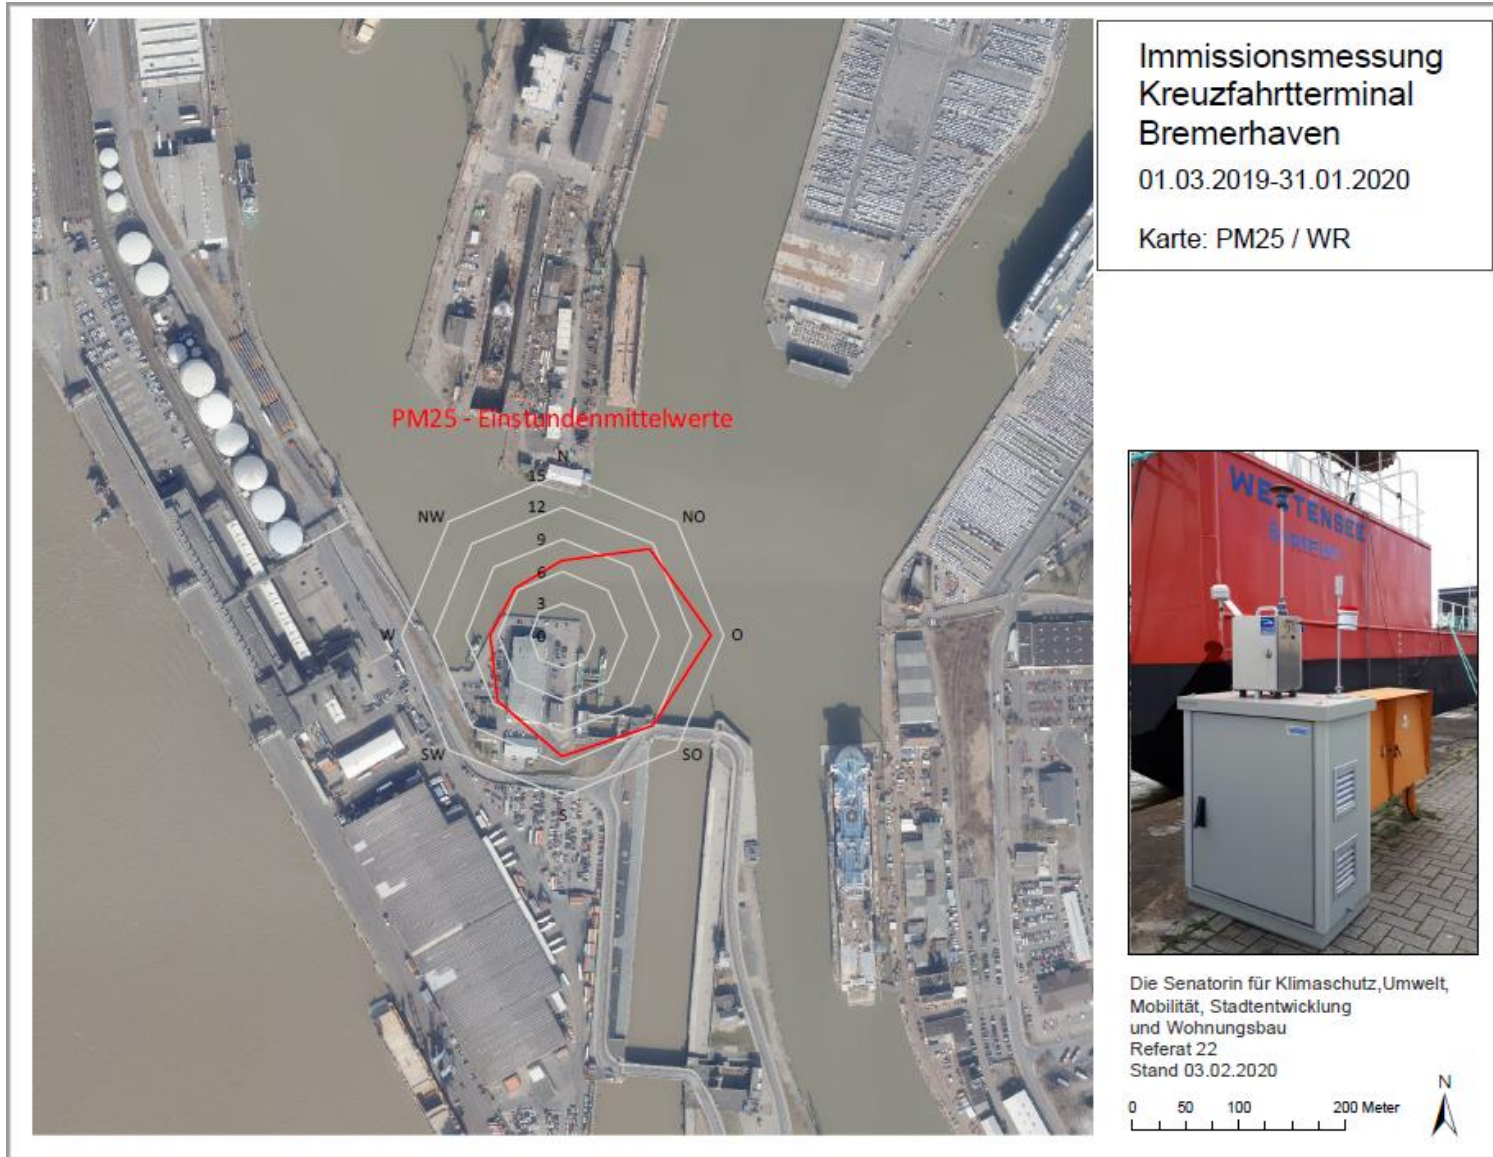 Immissionsmessung
Kreuzfahrtterminal
Bremerhaven
01.03.2019-31.01.2020
Karte: PM25 / WR
PM25 - Einstundenmittelwerte
N
15
NW
12
NO
9
6
3
W
0
O
SW
SO
S
WESTENSEE
Die Senatorin für Klimaschutz,Umwelt,
Mobilität, Stadtentwicklung
und Wohnungsbau
Referat 22
Stand 03.02.2020
N
0 50 100 200 Meter